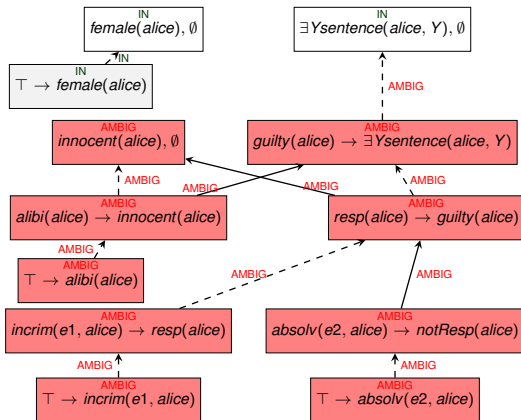 IN IN
female(alice), ∅ ∃Ysentence(alice, Y), ∅
IN
IN
⊤ → female(alice)
AMBIG
AMBIG AMBIG
innocent(alice), ∅ guilty(alice) → ∃Ysentence(alice, Y)
AMBIG AMBIG AMBIG
AMBIG AMBIG
alibi(alice) → innocent(alice) resp(alice) → guilty(alice)
AMBIG
AMBIG
⊤ → alibi(alice)
AMBIG AMBIG
AMBIG AMBIG
incrim(e1, alice) → resp(alice) absolv(e2, alice) → notResp(alice)
AMBIG AMBIG
AMBIG AMBIG
⊤ → incrim(e1, alice) ⊤ → absolv(e2, alice)